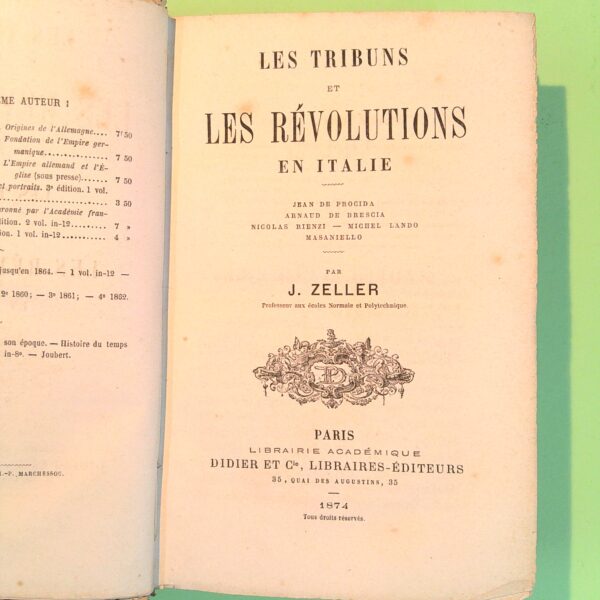 ME AUTEUR :
Origines de l'Allemagne.... 7 50
Fondation de l'Empire ger-
manique.................... 7 50
L'Empire allemand et l'É-
glise (sous presse)....... 7 50
et portraits. 3e édition. 1 vol.
3 50
ronné par l'Académie fran-
dition. 2 vol. in-12........ 7 »
tion. 1 vol. in-12........ 4 »
jusqu'en 1864. — 1 vol. in-12 —
2e 1860; — 3e 1861; — 4e 1862.
son époque. — Histoire du temps
in-8o. — Joubert.
-P. MARCHESSOU.
LES TRIBUNS
ET
LES RÉVOLUTIONS
EN ITALIE
JEAN DE PROCIDA
ARNAUD DE BRESCIA
NICOLAS RIENZI — MICHEL LANDO
MASANIELLO
PAR
J. ZELLER
Professeur aux écoles Normale et Polytechnique.
D
PARIS
LIBRAIRIE ACADÉMIQUE
DIDIER ET Cie, LIBRAIRES-ÉDITEURS
35, QUAI DES AUGUSTINS, 35
1874
Tous droits réservés.